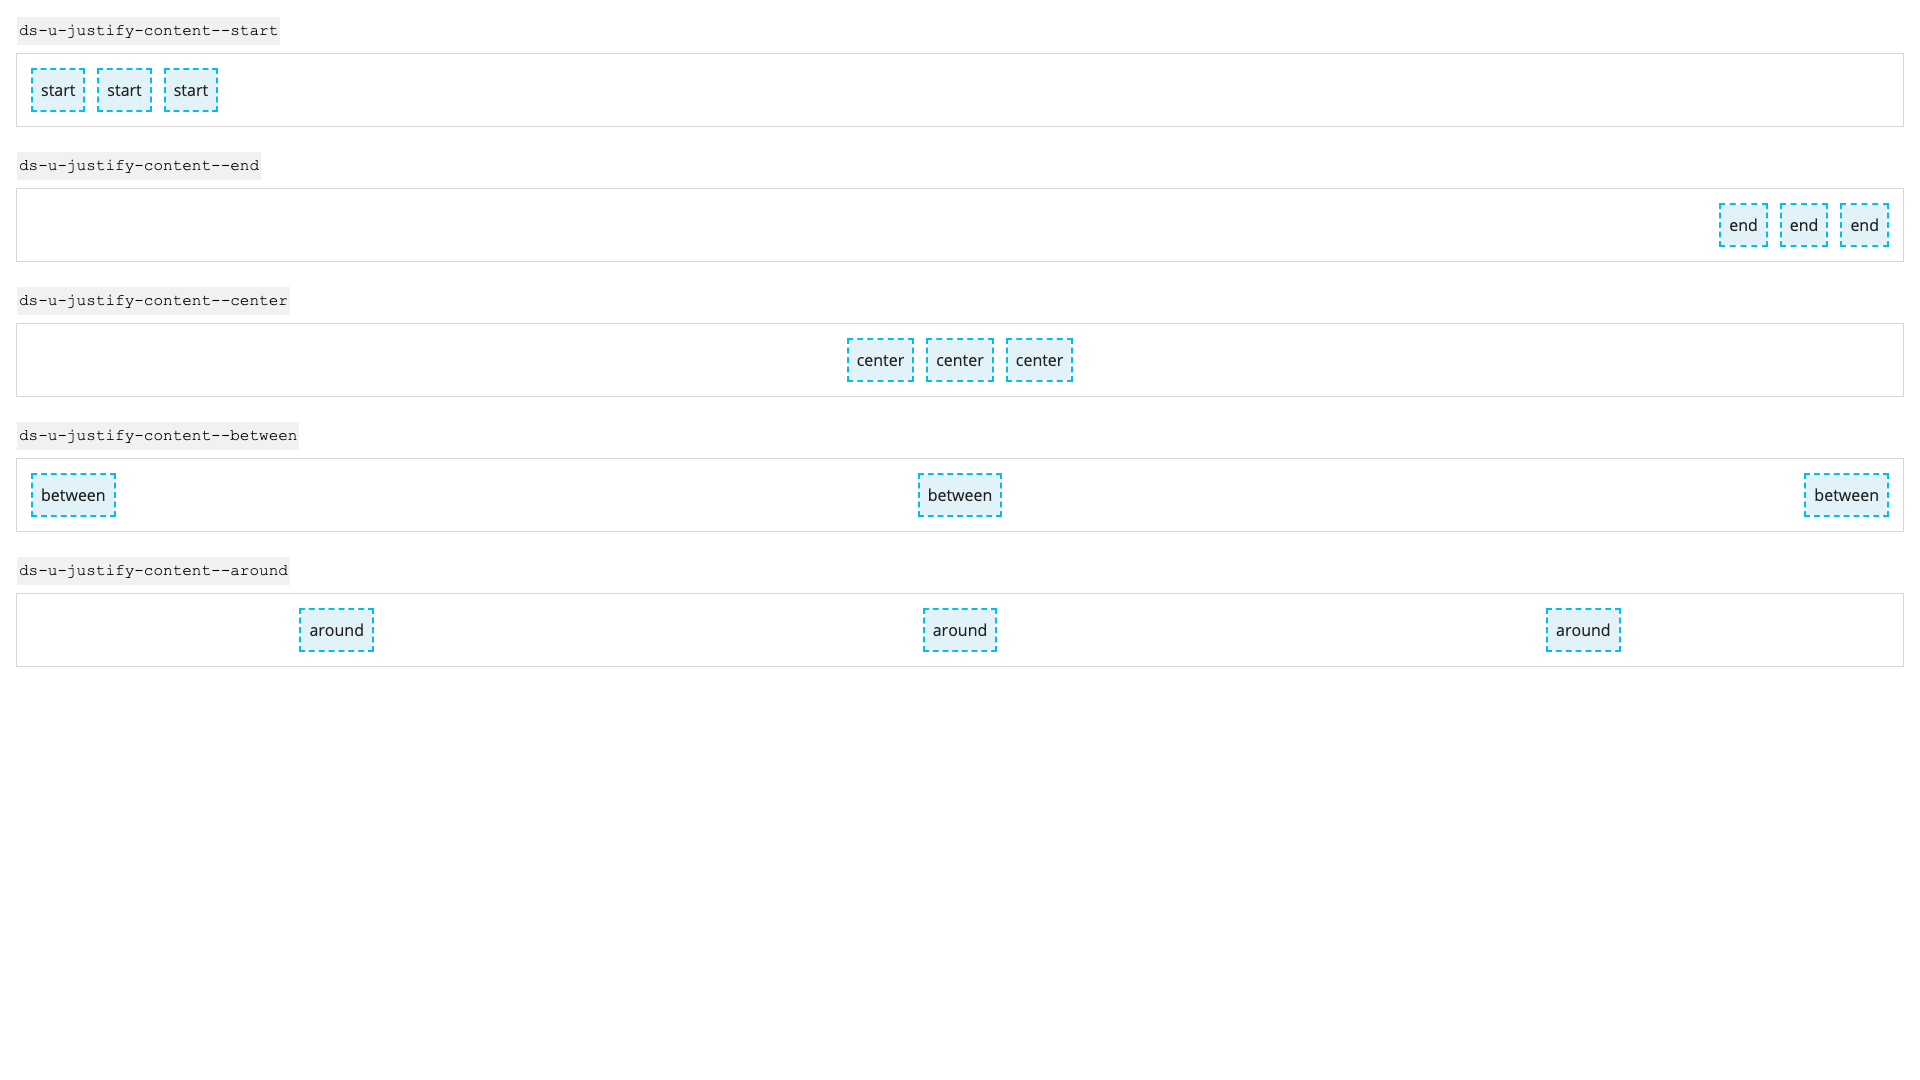 ds-u-justify-content--start
start start start
ds-u-justify-content--end
end end end
ds-u-justify-content--center
center center center
ds-u-justify-content--between
between between between
ds-u-justify-content--around
around around around